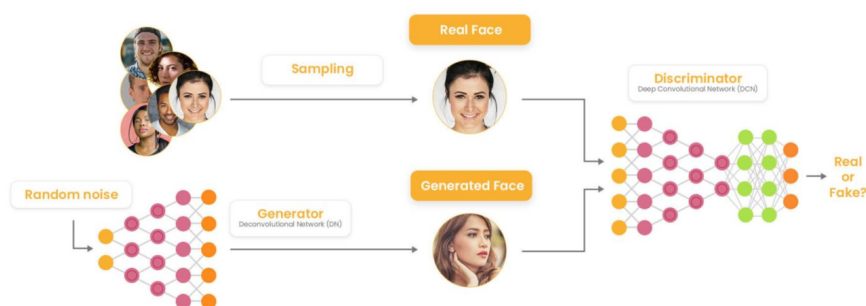 Real Face
Sampling
Discriminator
Deep Convolutional Network (DCN)
Real
or
Fake?
Random noise
Generator
Deconvolutional Network (DN)
Generated Face